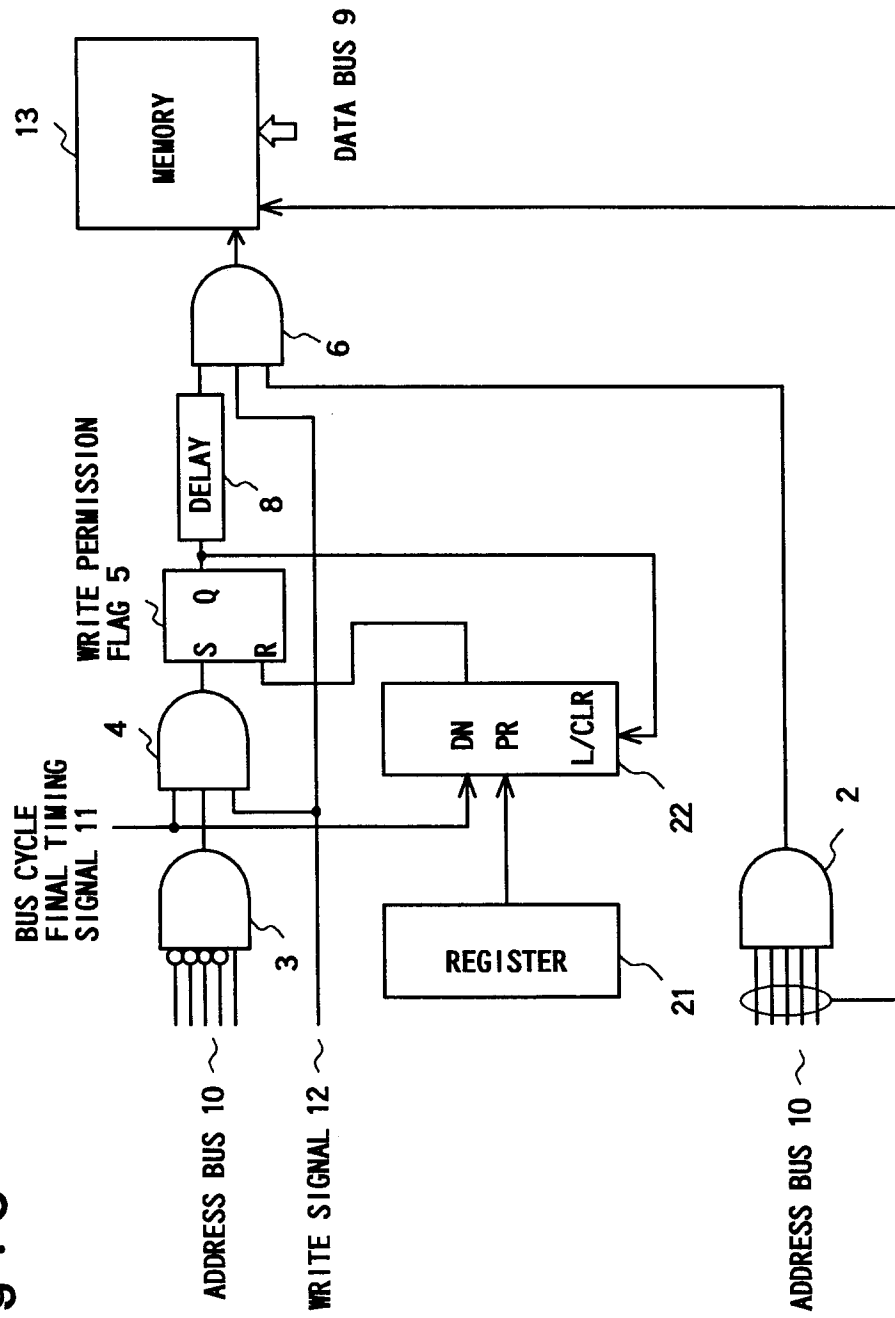 BUS CYCLE
FINAL TIMING
SIGNAL 11
WRITE PERMISSION
FLAG 5
13
MEMORY
DATA BUS 9
4
S
Q
R
DELAY
8
6
3
ADDRESS BUS 10
WRITE SIGNAL 12
REGISTER
21
DN
PR
L/CLR
22
ADDRESS BUS 10
2